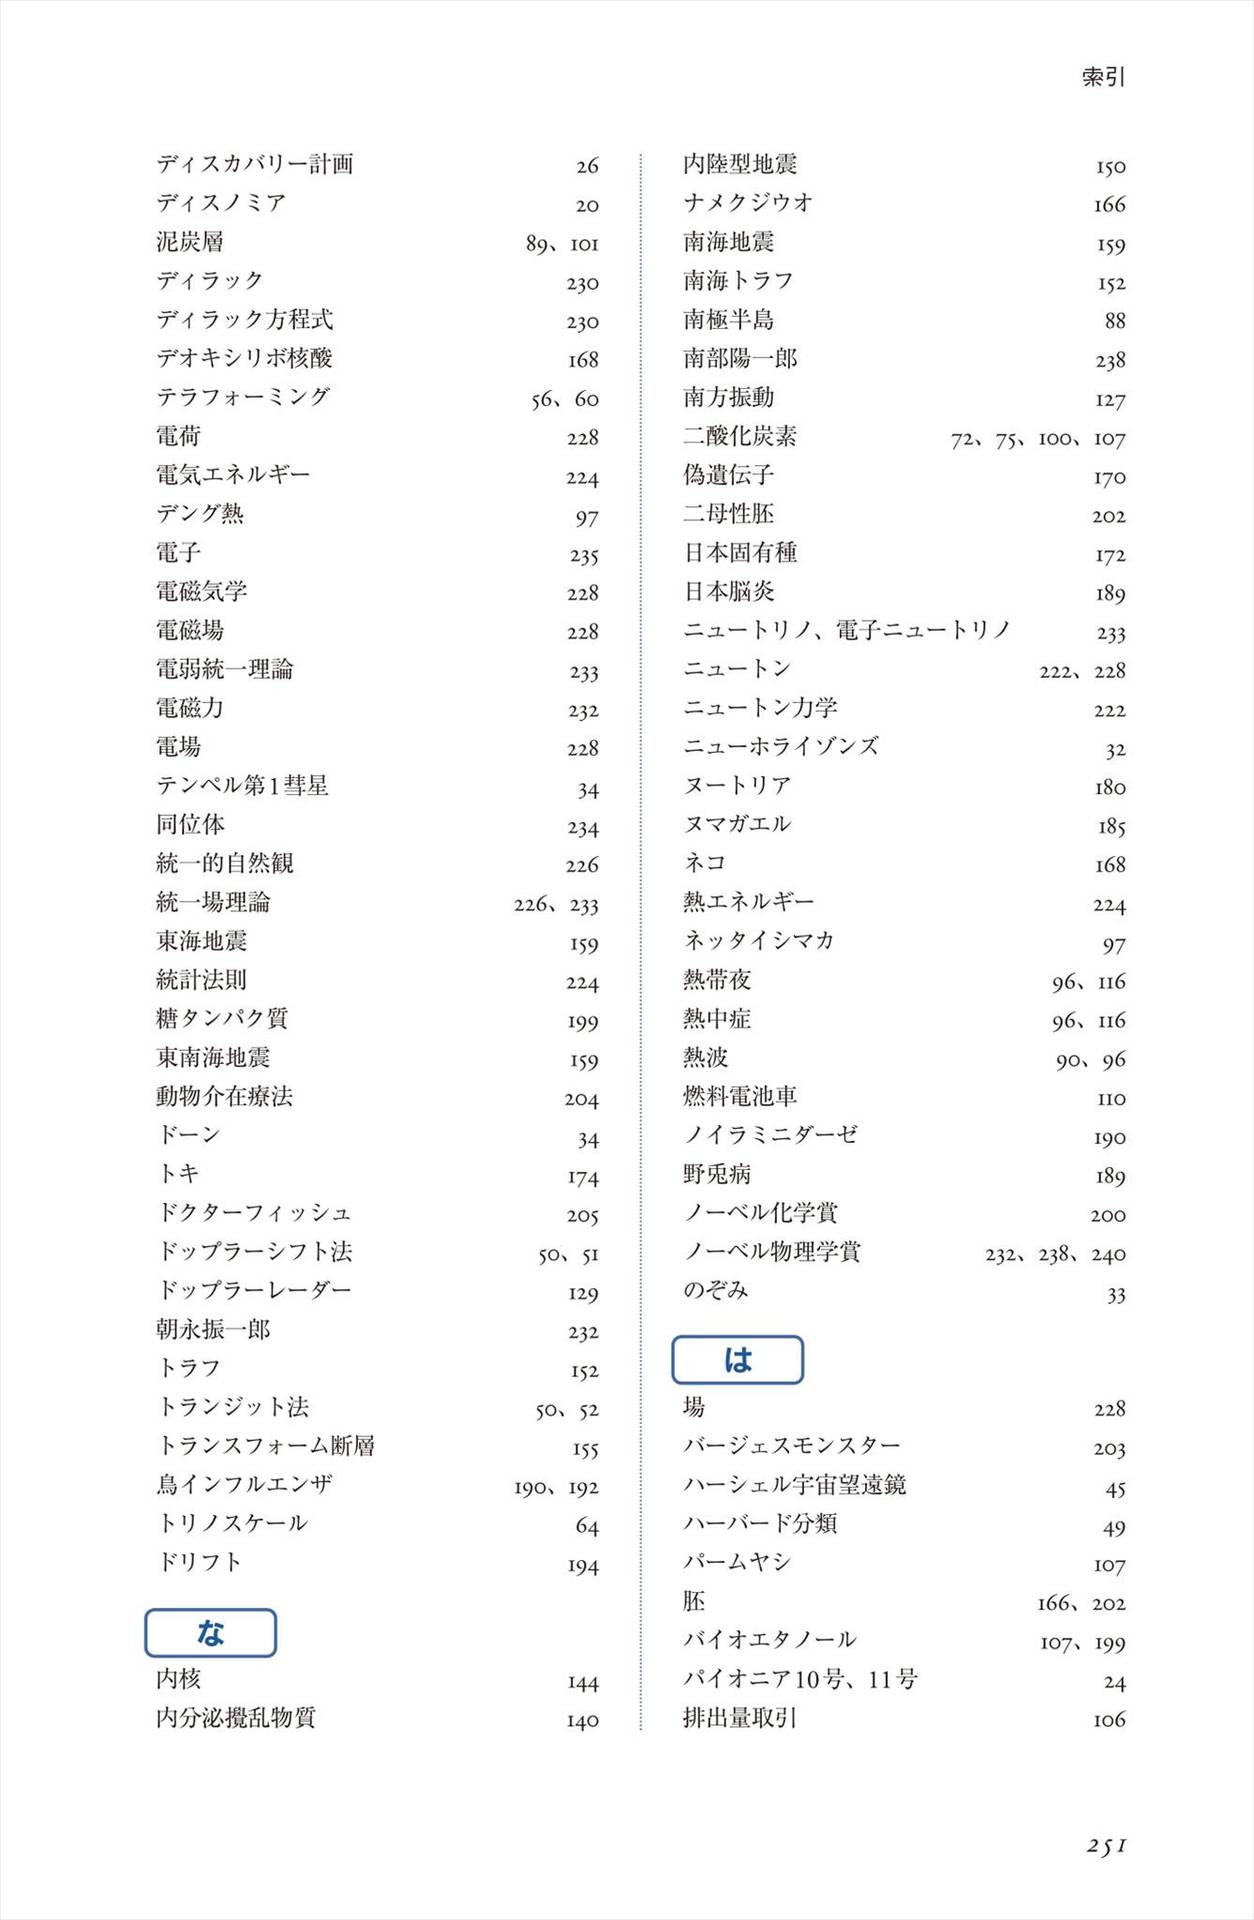 索引
ディスカバリー計画 26
ディスノミア 20
泥炭層 89、101
ディラック 230
ディラック方程式 230
デオキシリボ核酸 168
テラフォーミング 56、60
電荷 228
電気エネルギー 224
デング熱 97
電子 235
電磁気学 228
電磁場 228
電弱統一理論 233
電磁力 232
電場 228
テンペル第1彗星 34
同位体 234
統一的自然観 226
統一場理論 226、233
東海地震 159
統計法則 224
糖タンパク質 199
東南海地震 159
動物介在療法 204
ドーン 34
トキ 174
ドクターフィッシュ 205
ドップラーシフト法 50、51
ドップラーレーダー 129
朝永振一郎 232
トラフ 152
トランジット法 50、52
トランスフォーム断層 155
鳥インフルエンザ 190、192
トリノスケール 64
ドリフト 194
な
内核 144
内分泌攪乱物質 140
内陸型地震 150
ナメクジウオ 166
南海地震 159
南海トラフ 152
南極半島 88
南部陽一郎 238
南方振動 127
二酸化炭素 72、75、100、107
偽遺伝子 170
二母性胚 202
日本固有種 172
日本脳炎 189
ニュートリノ、電子ニュートリノ 233
ニュートン 222、228
ニュートン力学 222
ニューホライゾンズ 32
ヌートリア 180
ヌマガエル 185
ネコ 168
熱エネルギー 224
ネッタイシマカ 97
熱帯夜 96、116
熱中症 96、116
熱波 90、96
燃料電池車 110
ノイラミニダーゼ 190
野兎病 189
ノーベル化学賞 200
ノーベル物理学賞 232、238、240
のぞみ 33
は
場 228
バージェスモンスター 203
ハーシェル宇宙望遠鏡 45
ハーバード分類 49
パームヤシ 107
胚 166、202
バイオエタノール 107、199
パイオニア10号、11号 24
排出量取引 106
251